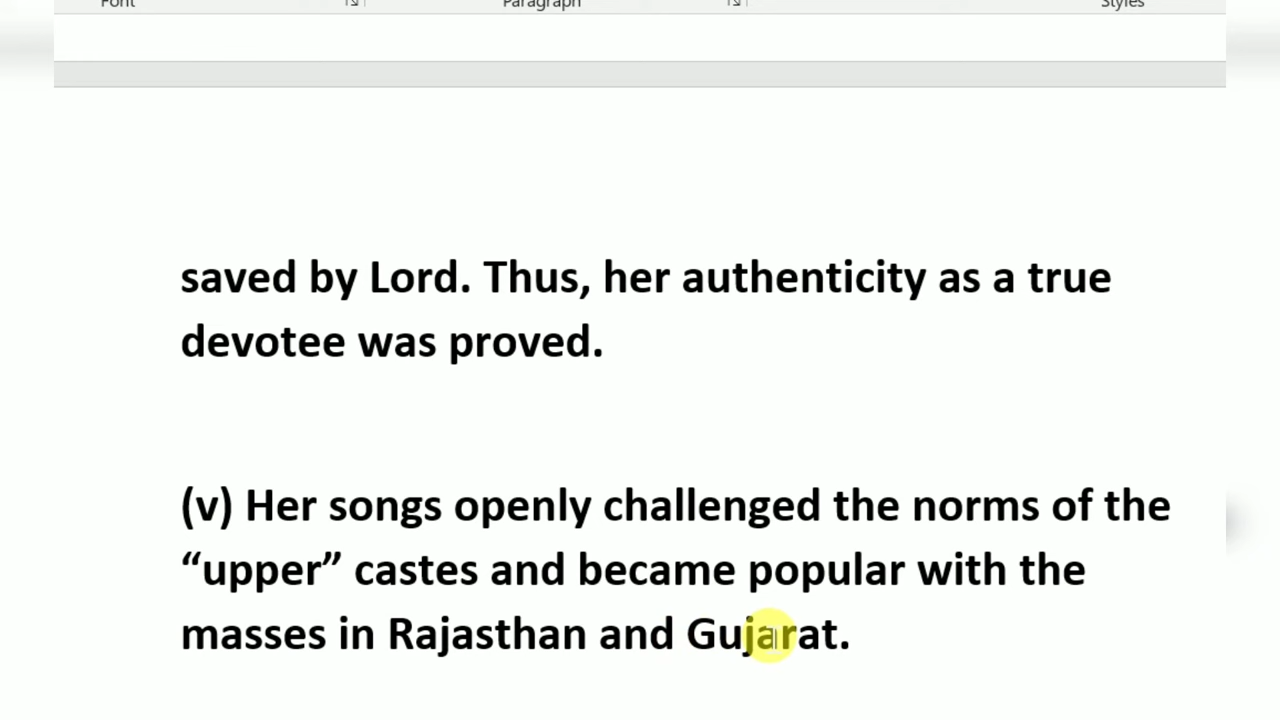 Font Paragraph Styles
saved by Lord. Thus, her authenticity as a true
devotee was proved.
(v) Her songs openly challenged the norms of the
“upper” castes and became popular with the
masses in Rajasthan and Gujarat.